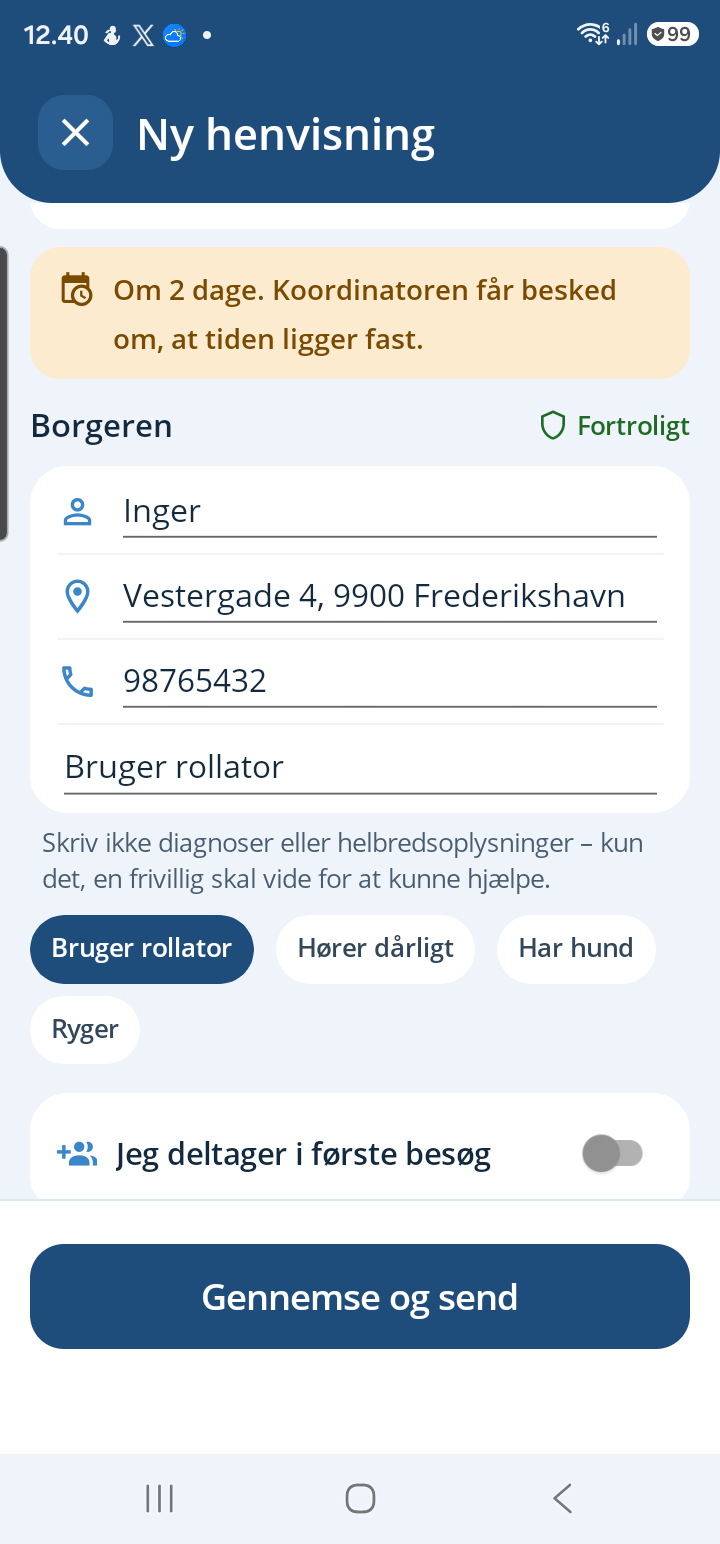 12.40
6
99
Ny henvisning
Om 2 dage. Koordinatoren får besked
om, at tiden ligger fast.
Borgeren
Fortroligt
Inger
Vestergade 4, 9900 Frederikshavn
98765432
Bruger rollator
Skriv ikke diagnoser eller helbredsoplysninger – kun
det, en frivillig skal vide for at kunne hjælpe.
Bruger rollator
Hører dårligt
Har hund
Ryger
Jeg deltager i første besøg
Gennemse og send